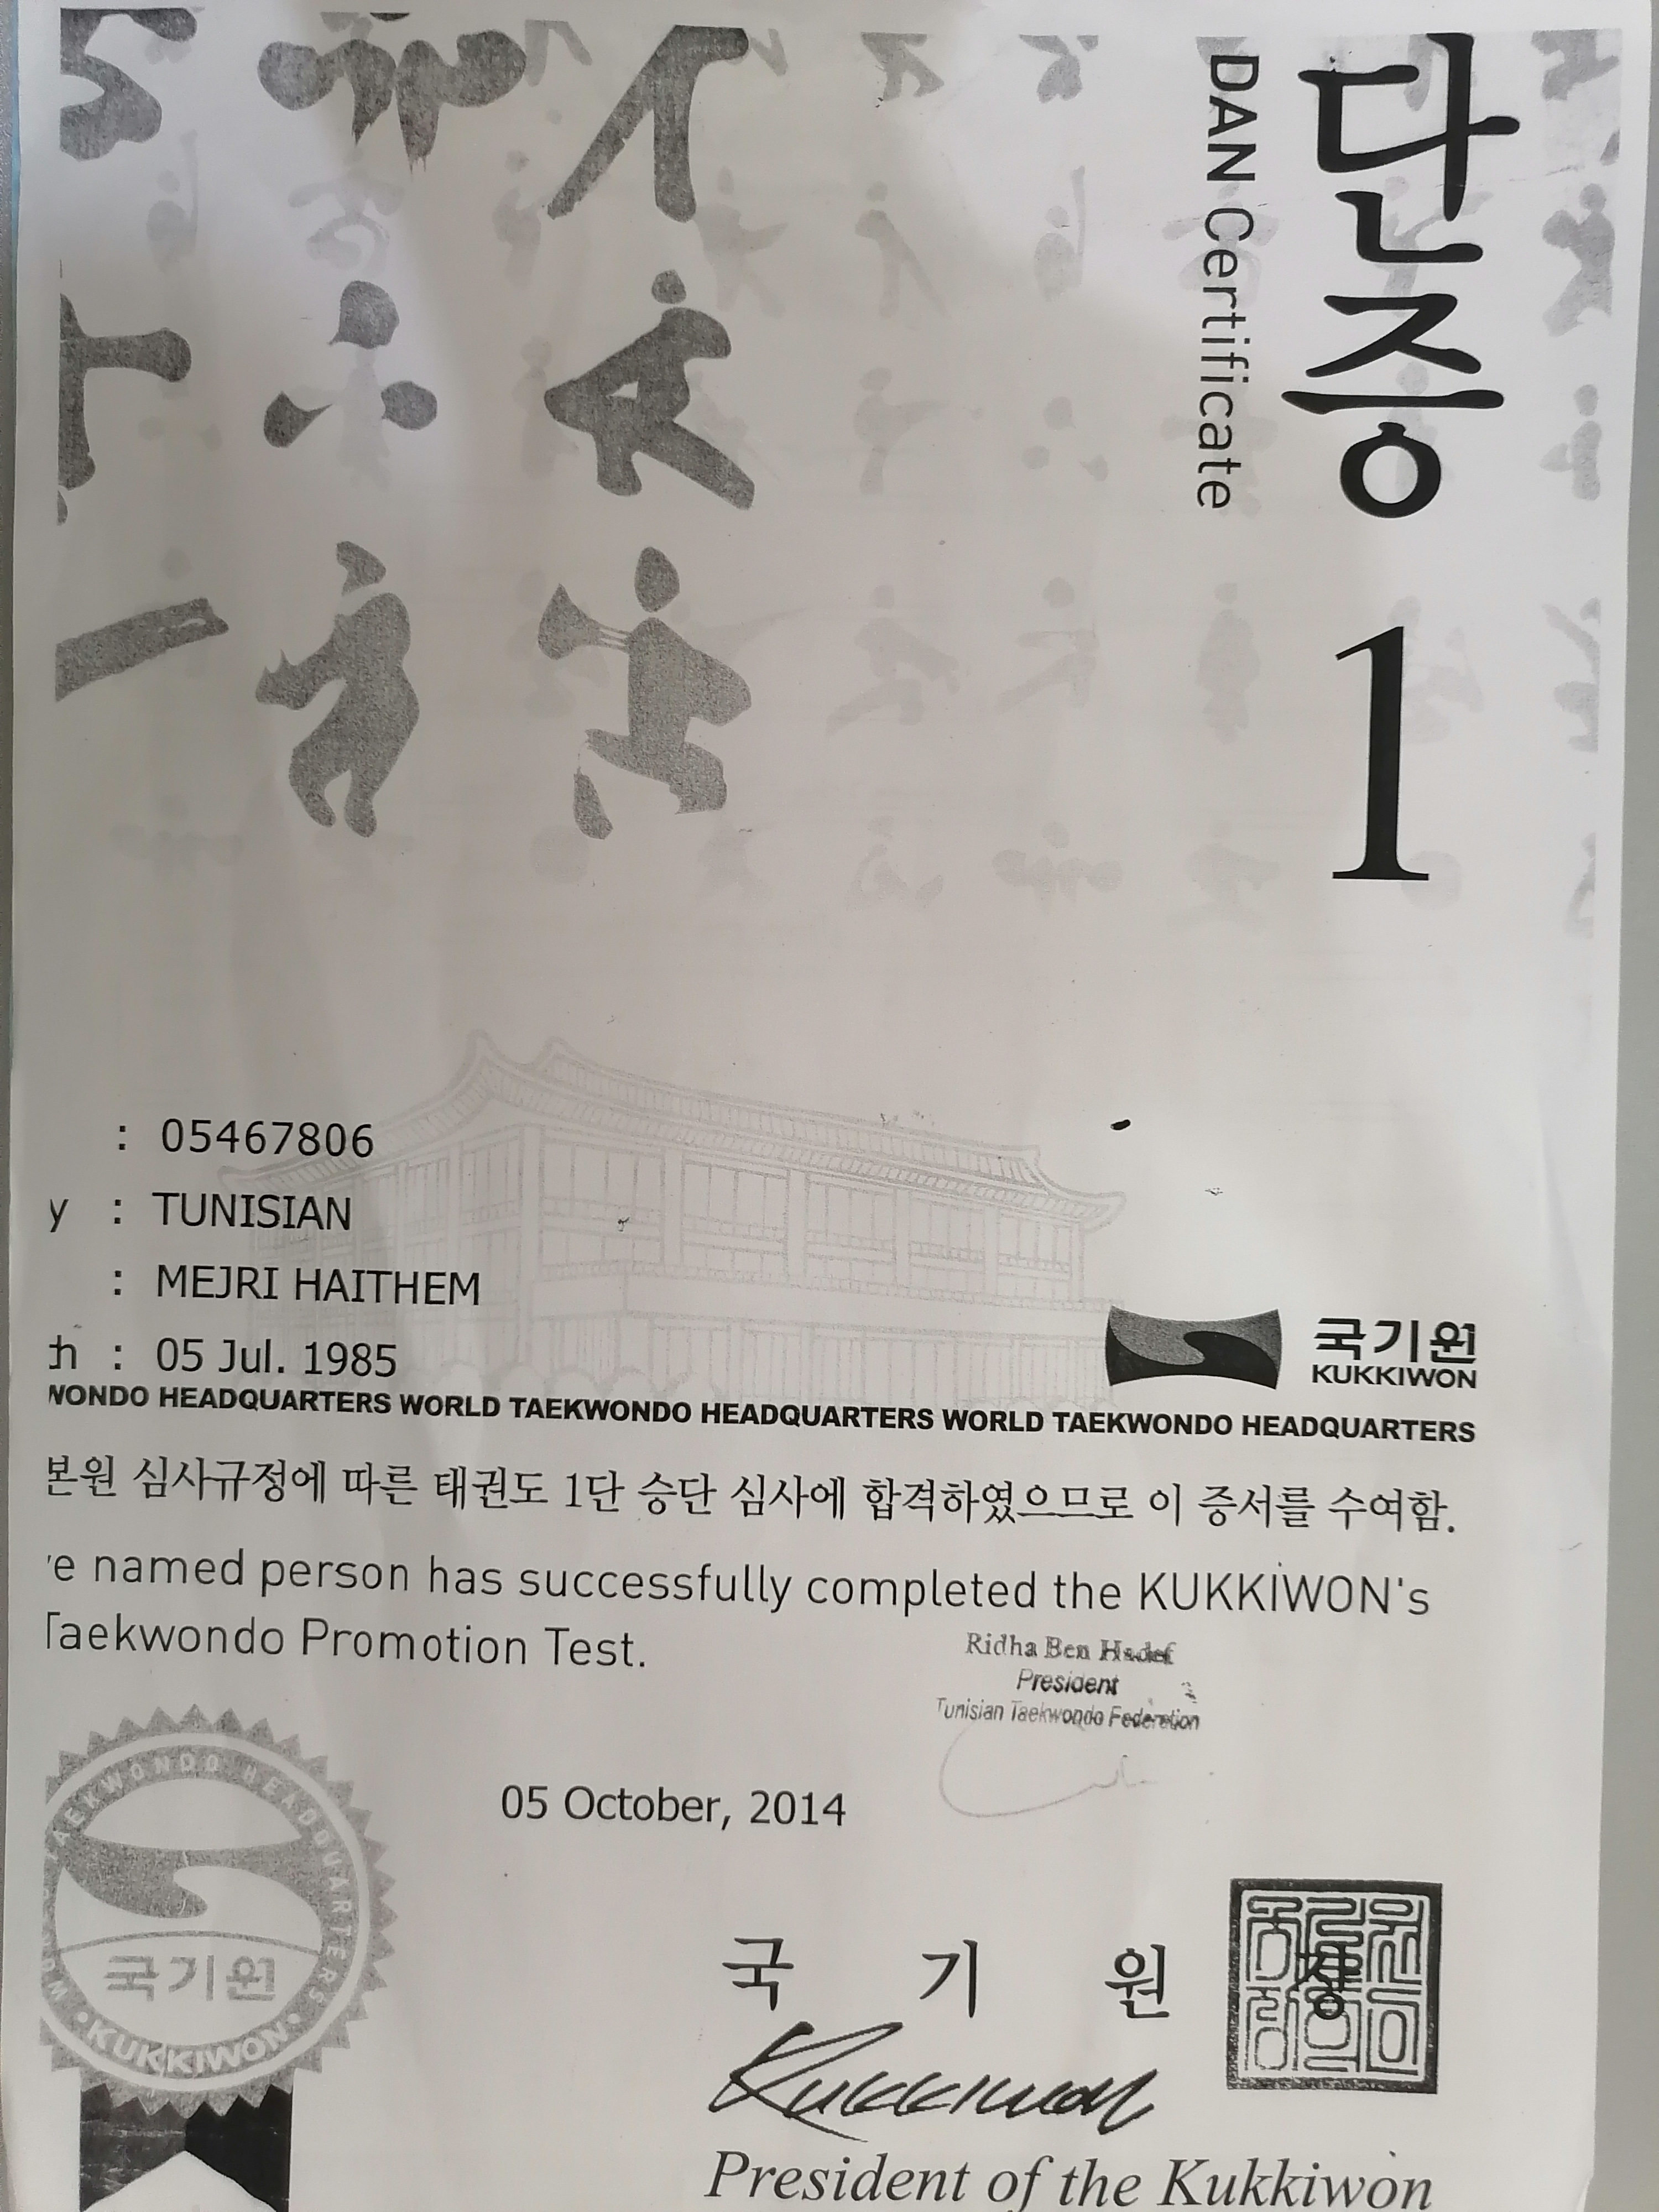 단증 1
DAN Certificate
: 05467806
y : TUNISIAN
: MEJRI HAITHEM
h : 05 Jul. 1985
국기원
KUKKIWON
WONDO HEADQUARTERS WORLD TAEKWONDO HEADQUARTERS WORLD TAEKWONDO HEADQUARTERS
본원 심사규정에 따른 태권도 1단 승단 심사에 합격하였으므로 이 증서를 수여함.
e named person has successfully completed the KUKKIWON's
Taekwondo Promotion Test.
Ridha Ben Hadef
President
Tunisian Taekwondo Federetion
05 October, 2014
TAEKWONDO HEADQUARTERS
국기원
KUKKIWON
국 기 원 장
Kukkiwon
President of the Kukkiwon